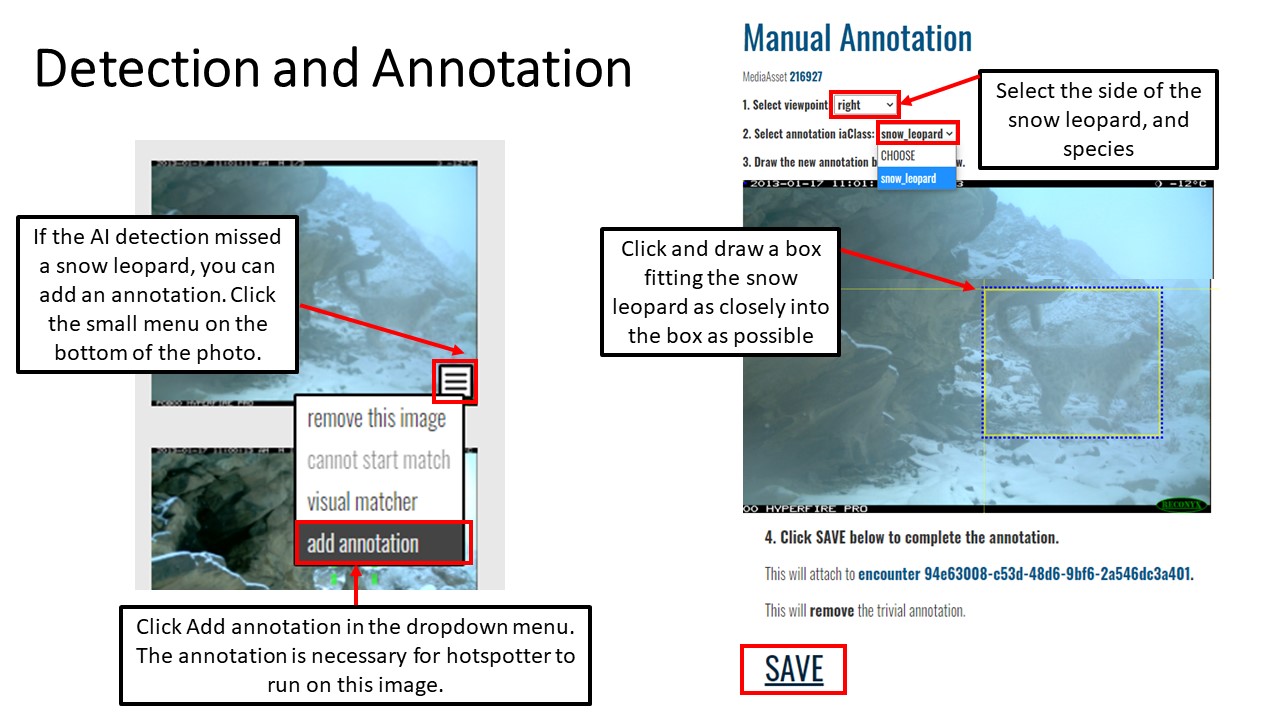 Detection and Annotation
If the AI detection missed
a snow leopard, you can
add an annotation. Click
the small menu on the
bottom of the photo.
PC800 HYPERFIRE PRO
remove this image
cannot start match
visual matcher
add annotation
Click Add annotation in the dropdown menu.
The annotation is necessary for hotspotter to
run on this image.
Manual Annotation
MediaAsset 216927
1. Select viewpoint: right
2. Select annotation iaClass: snow_leopard
CHOOSE
snow_leopard
3. Draw the new annotation b w.
Select the side of the
snow leopard, and
species
2013-01-17 11:01: 3 -12°C
Click and draw a box
fitting the snow
leopard as closely into
the box as possible
00 HYPERFIRE PRO
RECONYX
4. Click SAVE below to complete the annotation.
This will attach to encounter 94e63008-c53d-48d6-9bf6-2a546dc3a401.
This will remove the trivial annotation.
SAVE